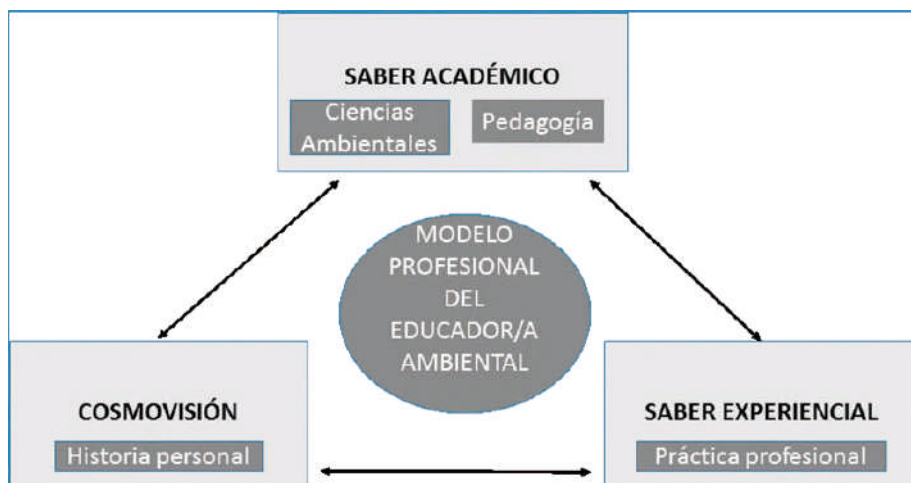 SABER ACADÉMICO
Ciencias
Ambientales
Pedagogía
MODELO
PROFESIONAL
DEL
EDUCADOR/A
AMBIENTAL
COSMOVISIÓN
Historia personal
SABER EXPERIENCIAL
Práctica profesional